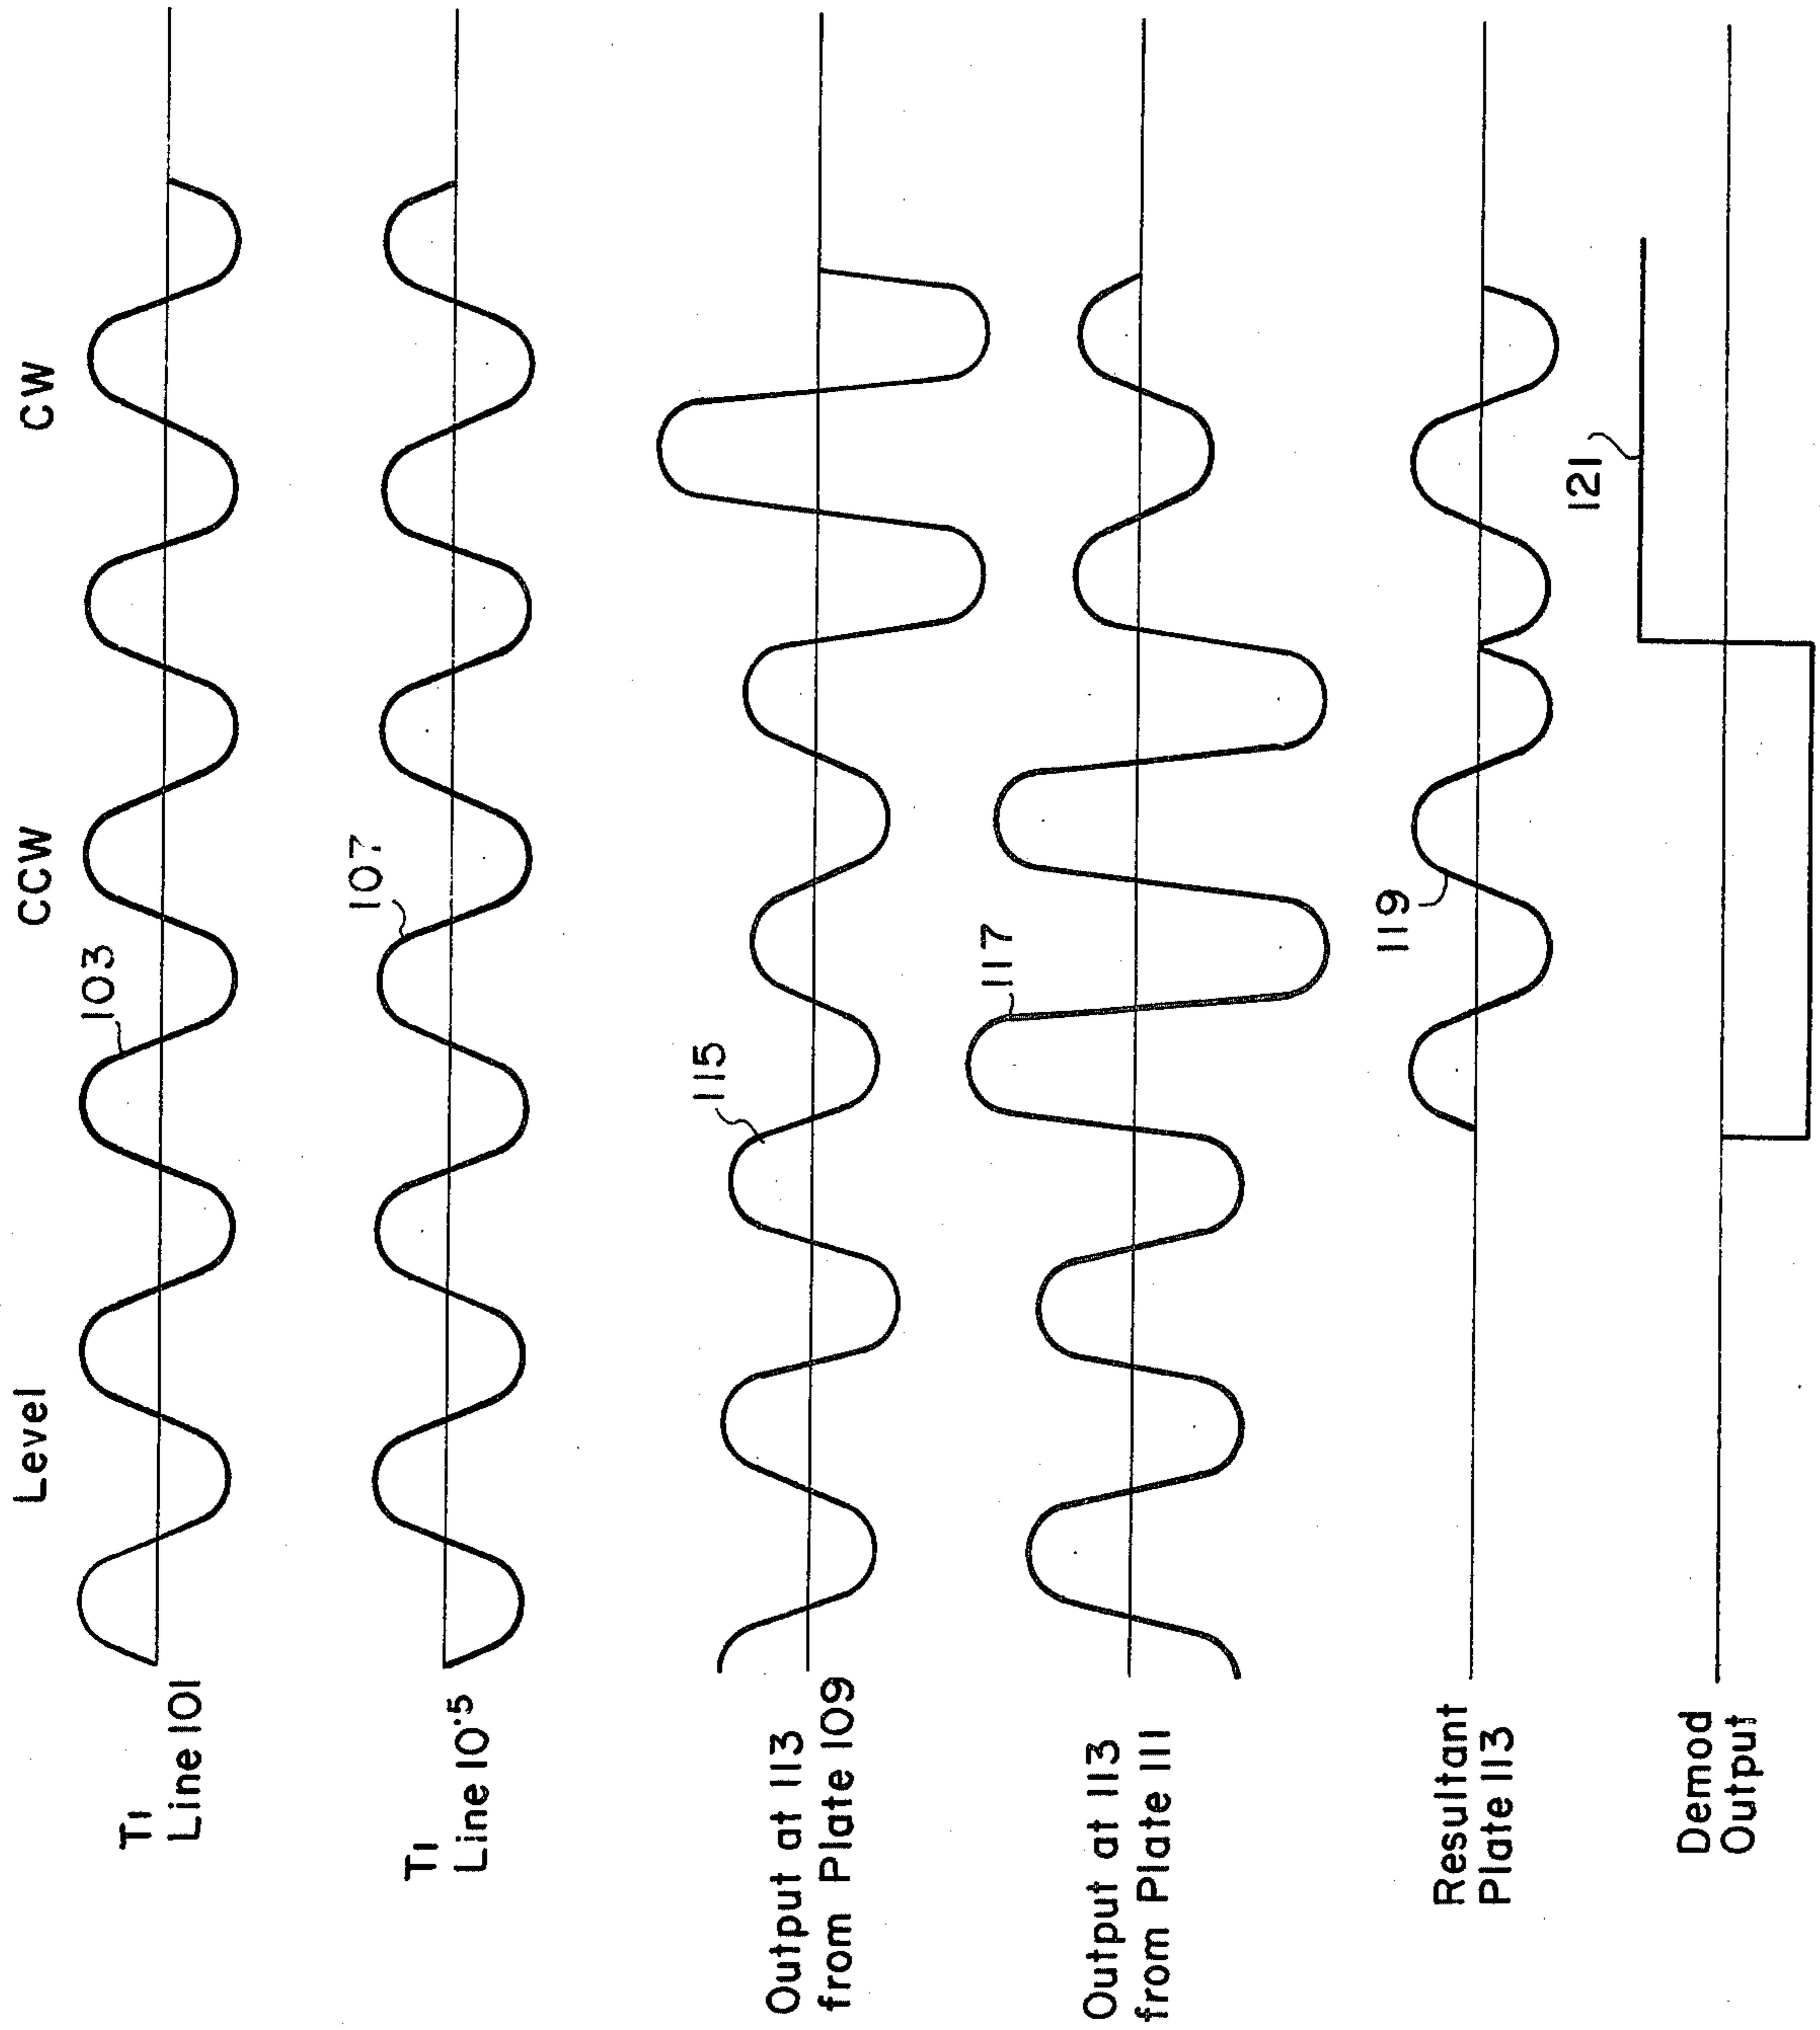 Level
CCW
CW
T1
Line 101
103
T1
Line 10·5
107
Output at 113
from Plate 109
115
Output at 113
from Plate 111
117
Resultant
Plate 113
119
Demod
Output
121